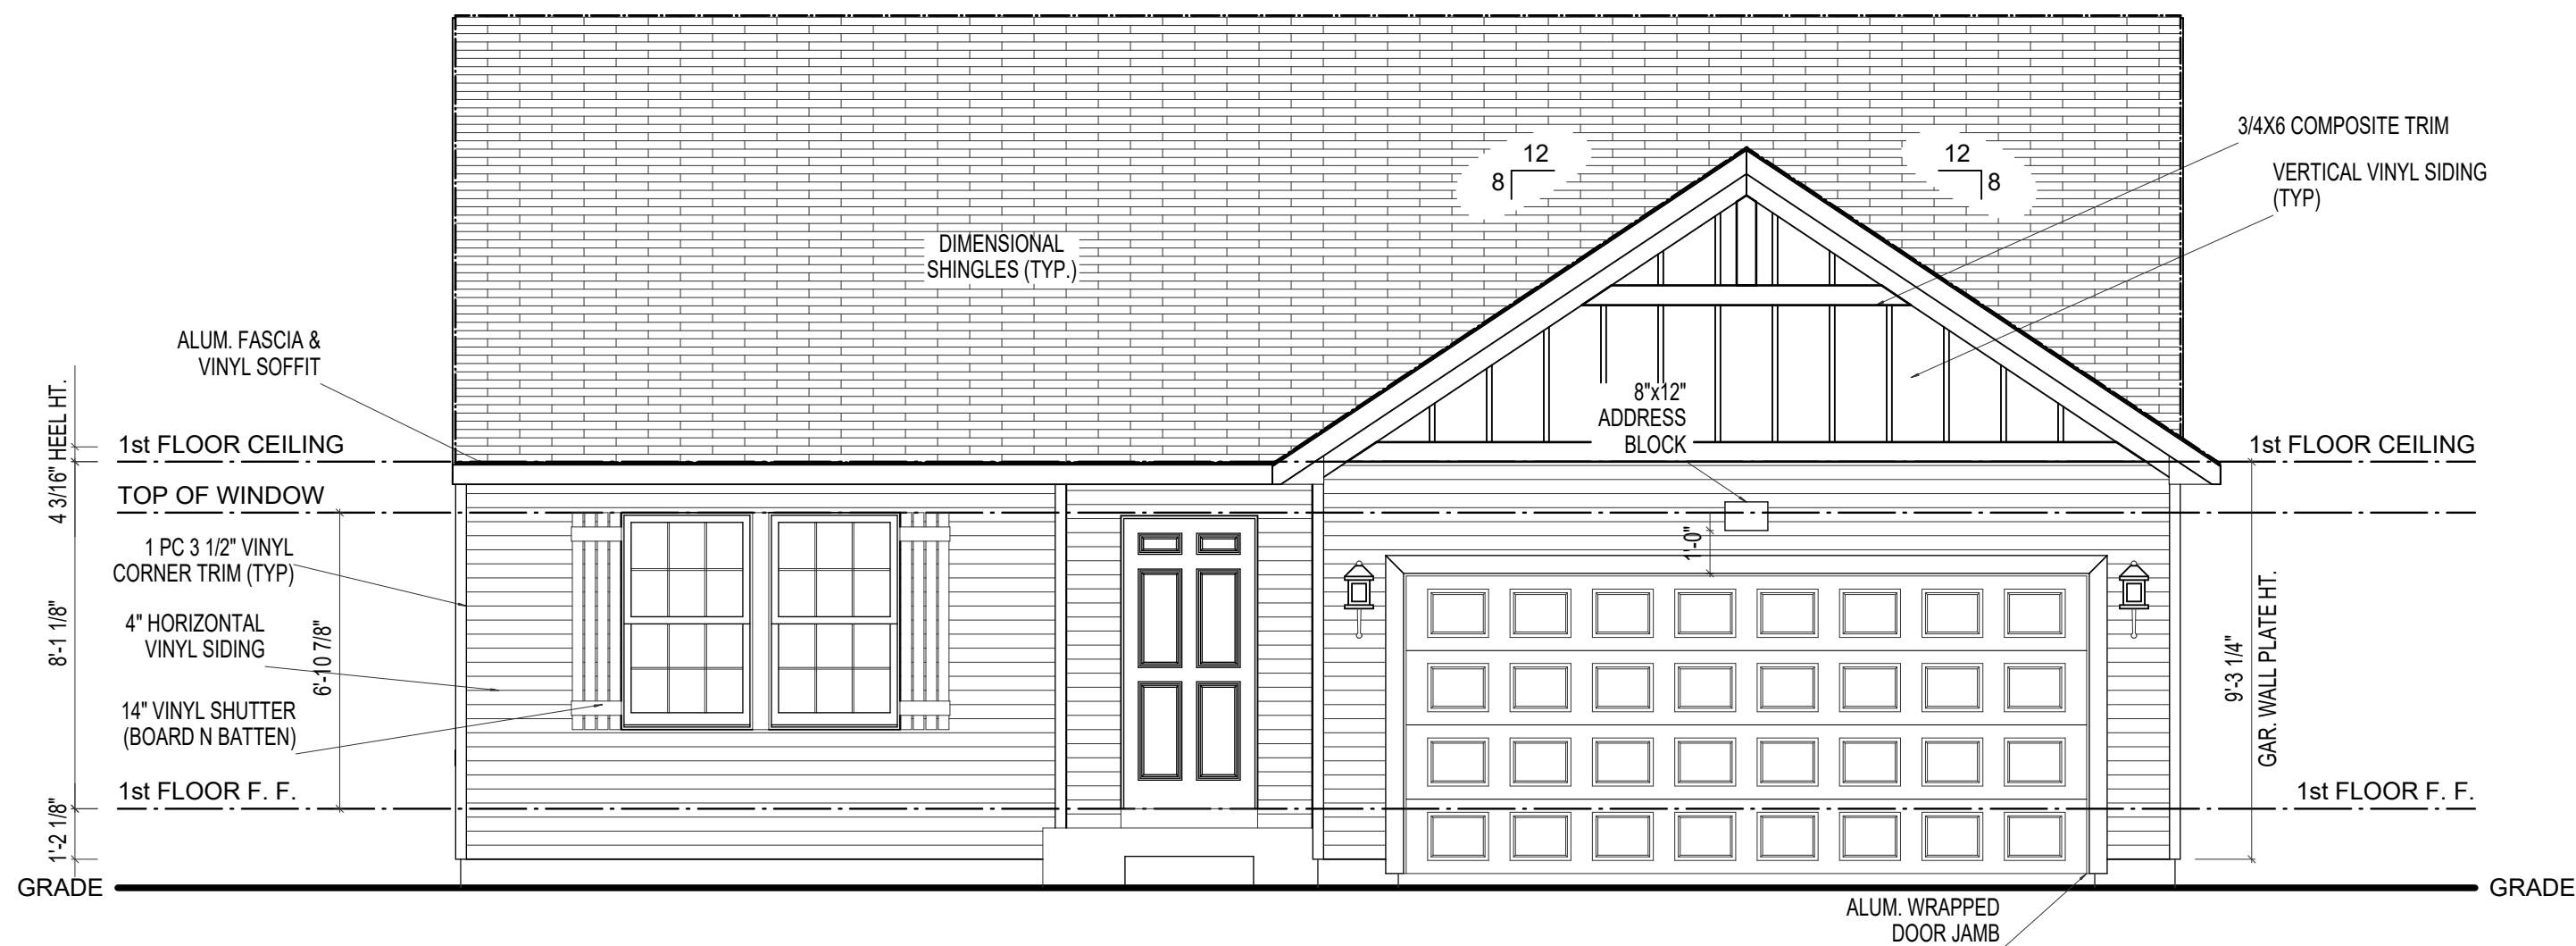 12
8
12
8
3/4X6 COMPOSITE TRIM
VERTICAL VINYL SIDING
(TYP)
DIMENSIONAL
SHINGLES (TYP.)
ALUM. FASCIA &
VINYL SOFFIT
8"x12"
ADDRESS
BLOCK
4 3/16" HEEL HT.
1st FLOOR CEILING
1st FLOOR CEILING
TOP OF WINDOW
1 PC 3 1/2" VINYL
CORNER TRIM (TYP)
1'-0"
4" HORIZONTAL
VINYL SIDING
8'-1 1/8"
6'-10 7/8"
14" VINYL SHUTTER
(BOARD N BATTEN)
9'-3 1/4"
GAR. WALL PLATE HT.
1st FLOOR F. F.
1st FLOOR F. F.
1'-2 1/8"
GRADE
GRADE
ALUM. WRAPPED
DOOR JAMB